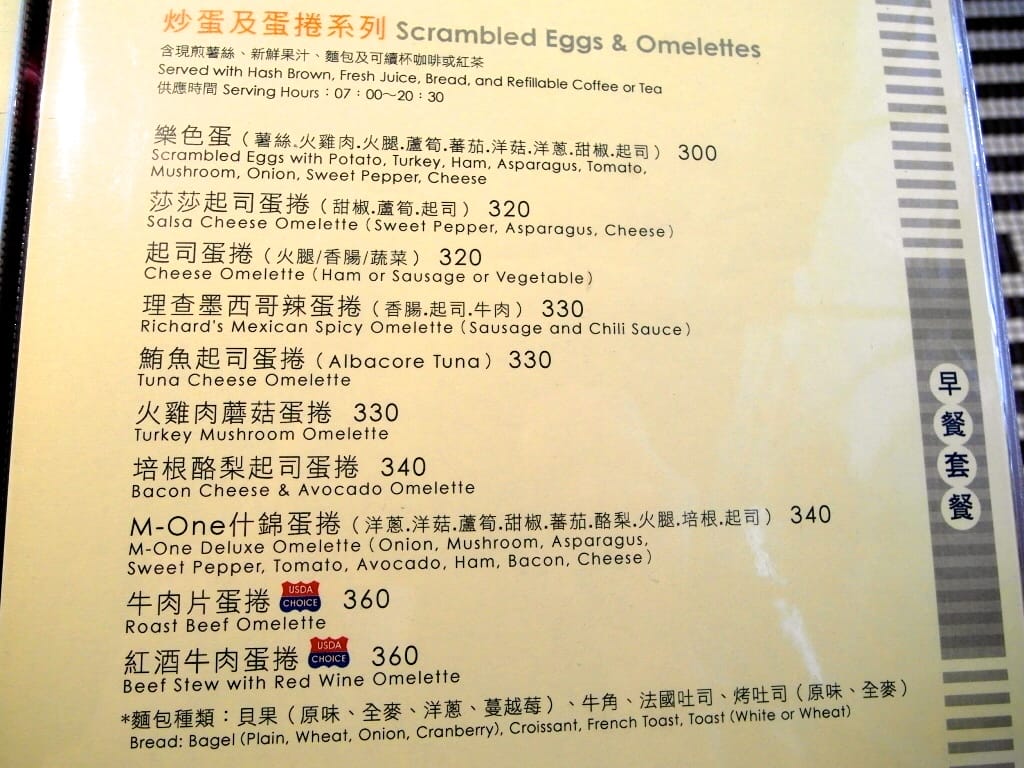 炒蛋及蛋捲系列 Scrambled Eggs & Omelettes
含現煎薯絲、新鮮果汁、麵包及可續杯咖啡或紅茶
Served with Hash Brown, Fresh Juice, Bread, and Refillable Coffee or Tea
供應時間 Serving Hours：07：00～20：30
樂色蛋（薯絲.火雞肉.火腿.蘆筍.蕃茄.洋菇.洋蔥.甜椒.起司） 300
Scrambled Eggs with Potato, Turkey, Ham, Asparagus, Tomato,
Mushroom, Onion, Sweet Pepper, Cheese
莎莎起司蛋捲（甜椒.蘆筍.起司） 320
Salsa Cheese Omelette (Sweet Pepper, Asparagus, Cheese)
起司蛋捲（火腿/香腸/蔬菜） 320
Cheese Omelette (Ham or Sausage or Vegetable)
理查墨西哥辣蛋捲（香腸.起司.牛肉） 330
Richard's Mexican Spicy Omelette (Sausage and Chili Sauce)
鮪魚起司蛋捲（Albacore Tuna） 330
Tuna Cheese Omelette
火雞肉蘑菇蛋捲 330
Turkey Mushroom Omelette
培根酪梨起司蛋捲 340
Bacon Cheese & Avocado Omelette
M-One什錦蛋捲（洋蔥.洋菇.蘆筍.甜椒.蕃茄.酪梨.火腿.培根.起司） 340
M-One Deluxe Omelette (Onion, Mushroom, Asparagus,
Sweet Pepper, Tomato, Avocado, Ham, Bacon, Cheese)
牛肉片蛋捲 USDA CHOICE 360
Roast Beef Omelette
紅酒牛肉蛋捲 USDA CHOICE 360
Beef Stew with Red Wine Omelette
*麵包種類：貝果（原味、全麥、洋蔥、蔓越莓）、牛角、法國吐司、烤吐司（原味、全麥）
Bread: Bagel (Plain, Wheat, Onion, Cranberry), Croissant, French Toast, Toast (White or Wheat)
早餐套餐